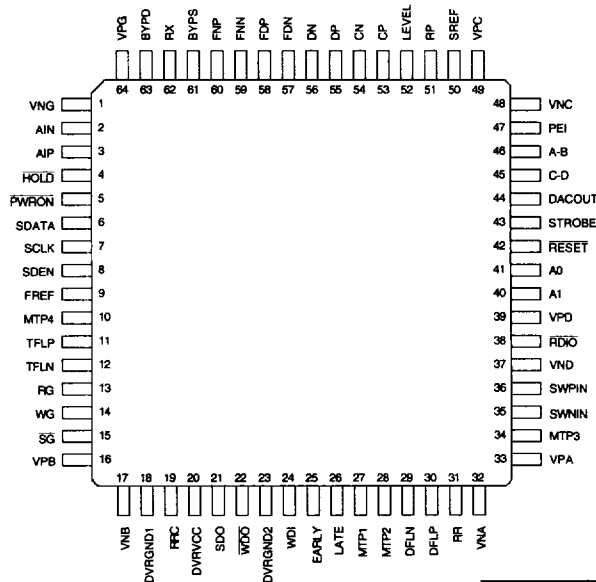 VPG BYPD RX BYPS FNP FNN FDP FDN DN DP CN CP LEVEL RP SREF VPC
64 63 62 61 60 59 58 57 56 55 54 53 52 51 50 49
VNG 1 48 VNC
AIN 2 47 PEI
AIP 3 46 A-B
HOLD 4 45 C-D
PWRON 5 44 DACOUT
SDATA 6 43 STROBE
SCLK 7 42 RESET
SDEN 8 41 A0
FREF 9 40 A1
MTP4 10 39 VPD
TFLP 11 38 RDIO
TFLN 12 37 VND
RG 13 36 SWPIN
WG 14 35 SWNIN
SG 15 34 MTP3
VPB 16 33 VPA
17 18 19 20 21 22 23 24 25 26 27 28 29 30 31 32
VNB DVRGND1 RRC DVRVCC SDO WDO DVRGND2 WDI EARLY LATE MTP1 MTP2 DFLN DFLP RR VNA